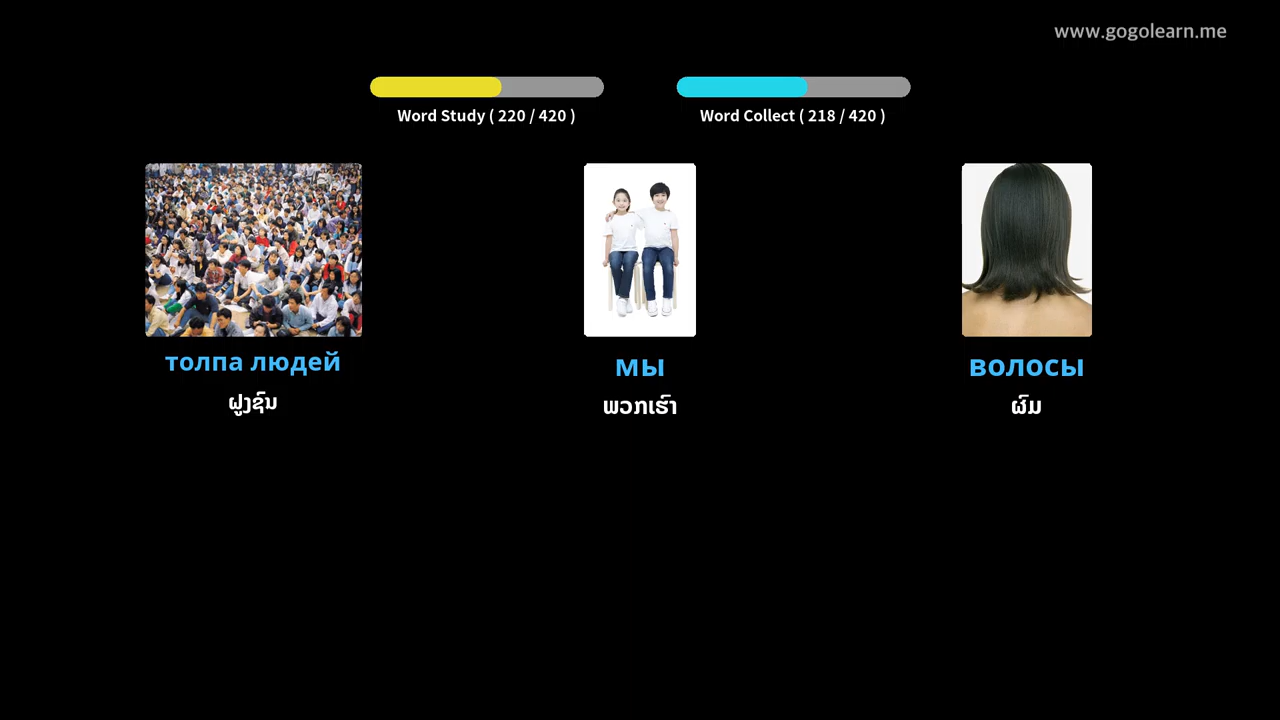 www.gogolearn.me
Word Study ( 220 / 420 )
Word Collect ( 218 / 420 )
толпа людей
ຝູງຊົນ
мы
ພວກເຮົາ
волосы
ຜົມ